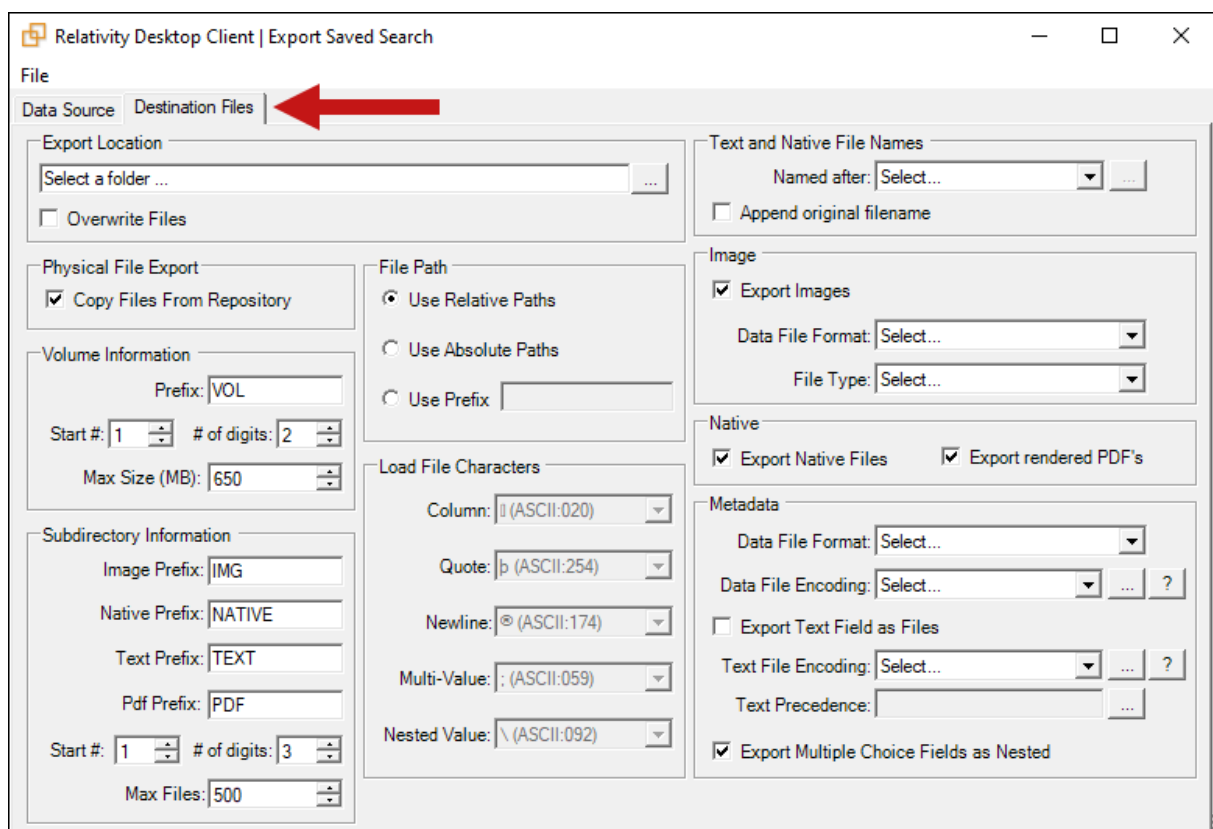 Relativity Desktop Client | Export Saved Search
File
Data Source
Destination Files
Export Location
Select a folder ...
...
Overwrite Files
Physical File Export
Copy Files From Repository
Volume Information
Prefix: VOL
Start #: 1 # of digits: 2
Max Size (MB): 650
Subdirectory Information
Image Prefix: IMG
Native Prefix: NATIVE
Text Prefix: TEXT
Pdf Prefix: PDF
Start #: 1 # of digits: 3
Max Files: 500
File Path
Use Relative Paths
Use Absolute Paths
Use Prefix
Load File Characters
Column: ▯ (ASCII:020)
Quote: þ (ASCII:254)
Newline: ® (ASCII:174)
Multi-Value: ; (ASCII:059)
Nested Value: \ (ASCII:092)
Text and Native File Names
Named after: Select... ...
Append original filename
Image
Export Images
Data File Format: Select...
File Type: Select...
Native
Export Native Files Export rendered PDF's
Metadata
Data File Format: Select...
Data File Encoding: Select... ... ?
Export Text Field as Files
Text File Encoding: Select... ... ?
Text Precedence: ...
Export Multiple Choice Fields as Nested